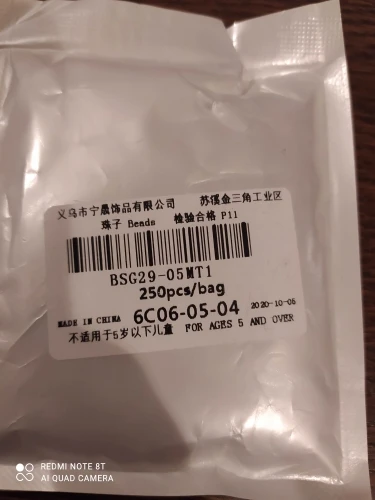 义乌市宁晟饰品有限公司 苏溪金三角工业区
珠子 Beads 检验合格 P11
BSG29-05MT1
250pcs/bag
MADE IN CHINA 6C06-05-04 2020-10-06
不适用于5岁以下儿童 FOR AGES 5 AND OVER
REDMI NOTE 8T
AI QUAD CAMERA